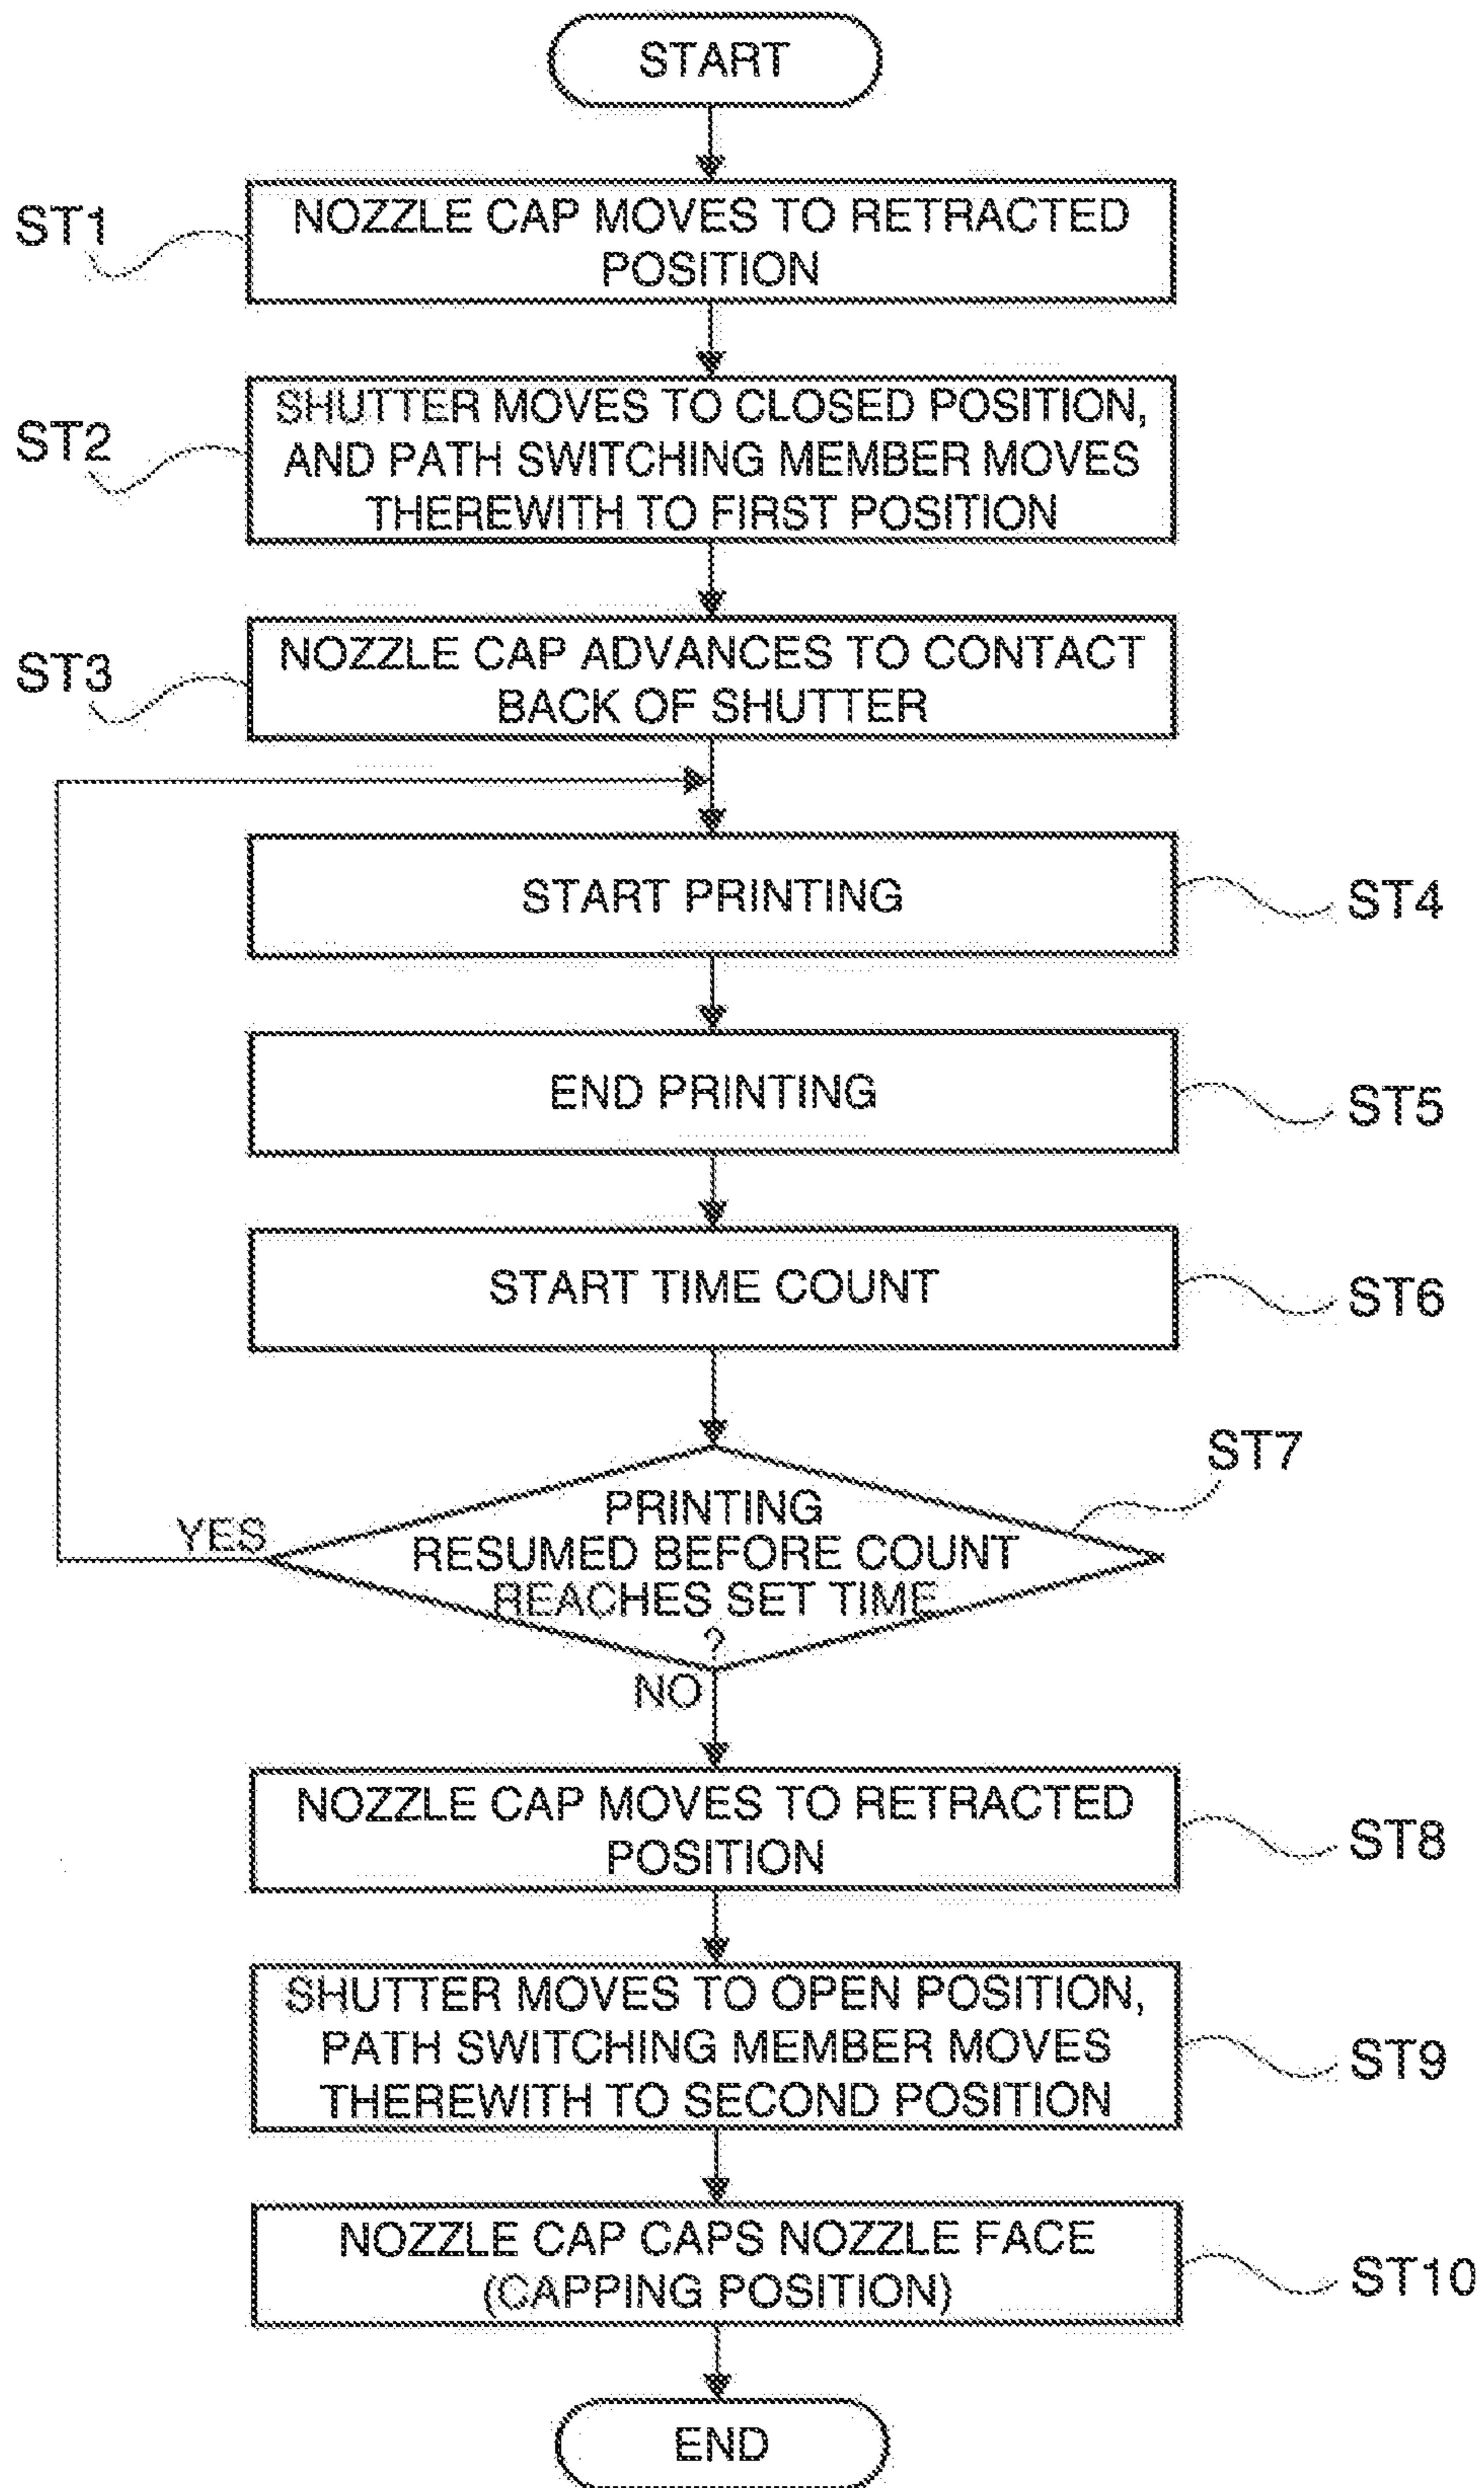 START
ST1
NOZZLE CAP MOVES TO RETRACTED
POSITION
ST2
SHUTTER MOVES TO CLOSED POSITION,
AND PATH SWITCHING MEMBER MOVES
THEREWITH TO FIRST POSITION
ST3
NOZZLE CAP ADVANCES TO CONTACT
BACK OF SHUTTER
START PRINTING
ST4
END PRINTING
ST5
START TIME COUNT
ST6
ST7
PRINTING
RESUMED BEFORE COUNT
REACHES SET TIME
?
YES
NO
NOZZLE CAP MOVES TO RETRACTED
POSITION
ST8
SHUTTER MOVES TO OPEN POSITION,
PATH SWITCHING MEMBER MOVES
THEREWITH TO SECOND POSITION
ST9
NOZZLE CAP CAPS NOZZLE FACE
(CAPPING POSITION)
ST10
END